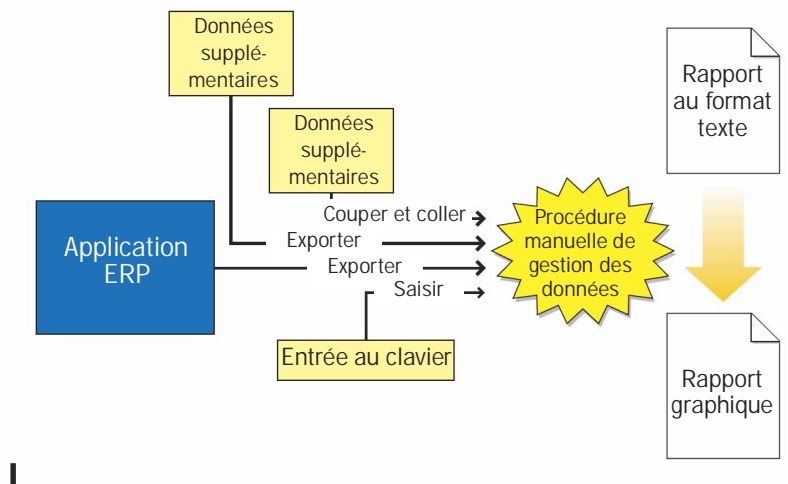 Données
supplé-
mentaires
Données
supplé-
mentaires
Couper et coller
Exporter
Exporter
Saisir
Application
ERP
Entrée au clavier
Procédure
manuelle de
gestion des
données
Rapport
au format
texte
Rapport
graphique